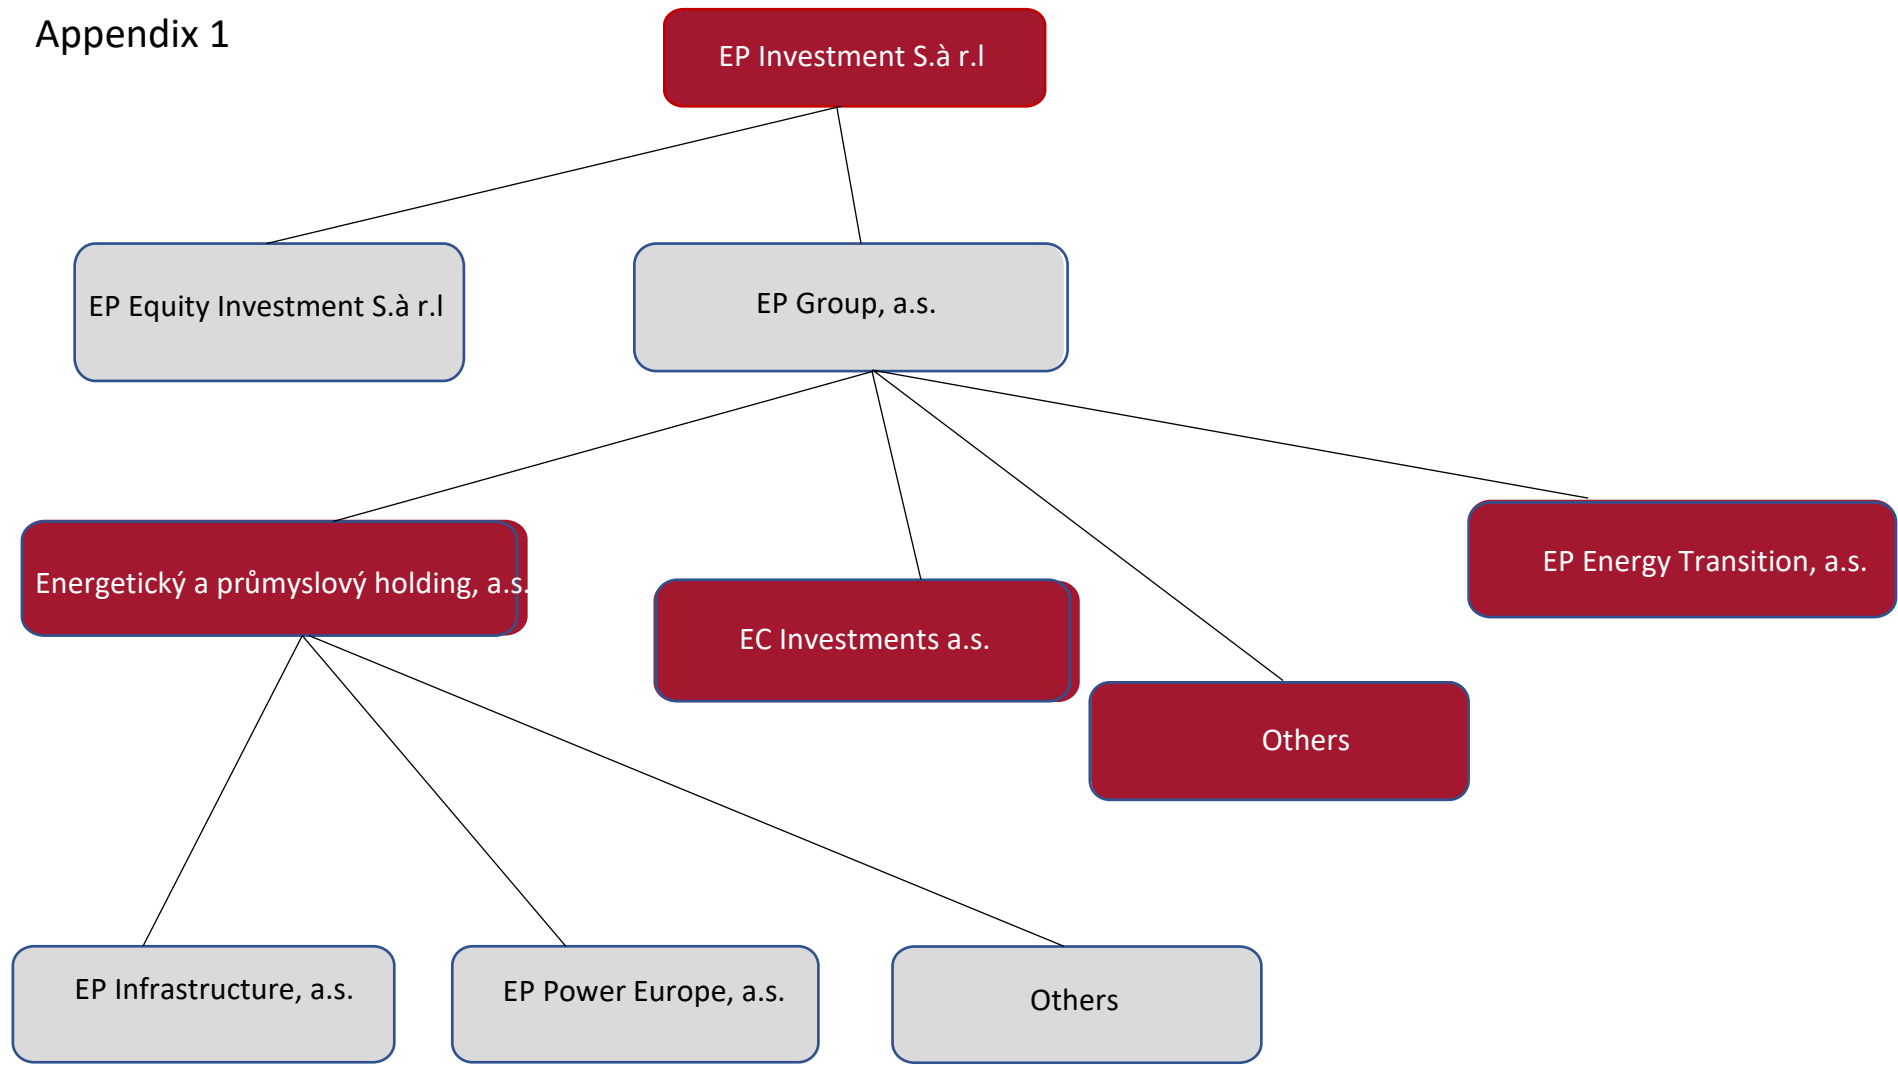 Appendix 1
EP Investment S.à r.l
EP Equity Investment S.à r.l
EP Group, a.s.
Energetický a průmyslový holding, a.s.
EC Investments a.s.
Others
EP Energy Transition, a.s.
EP Infrastructure, a.s.
EP Power Europe, a.s.
Others